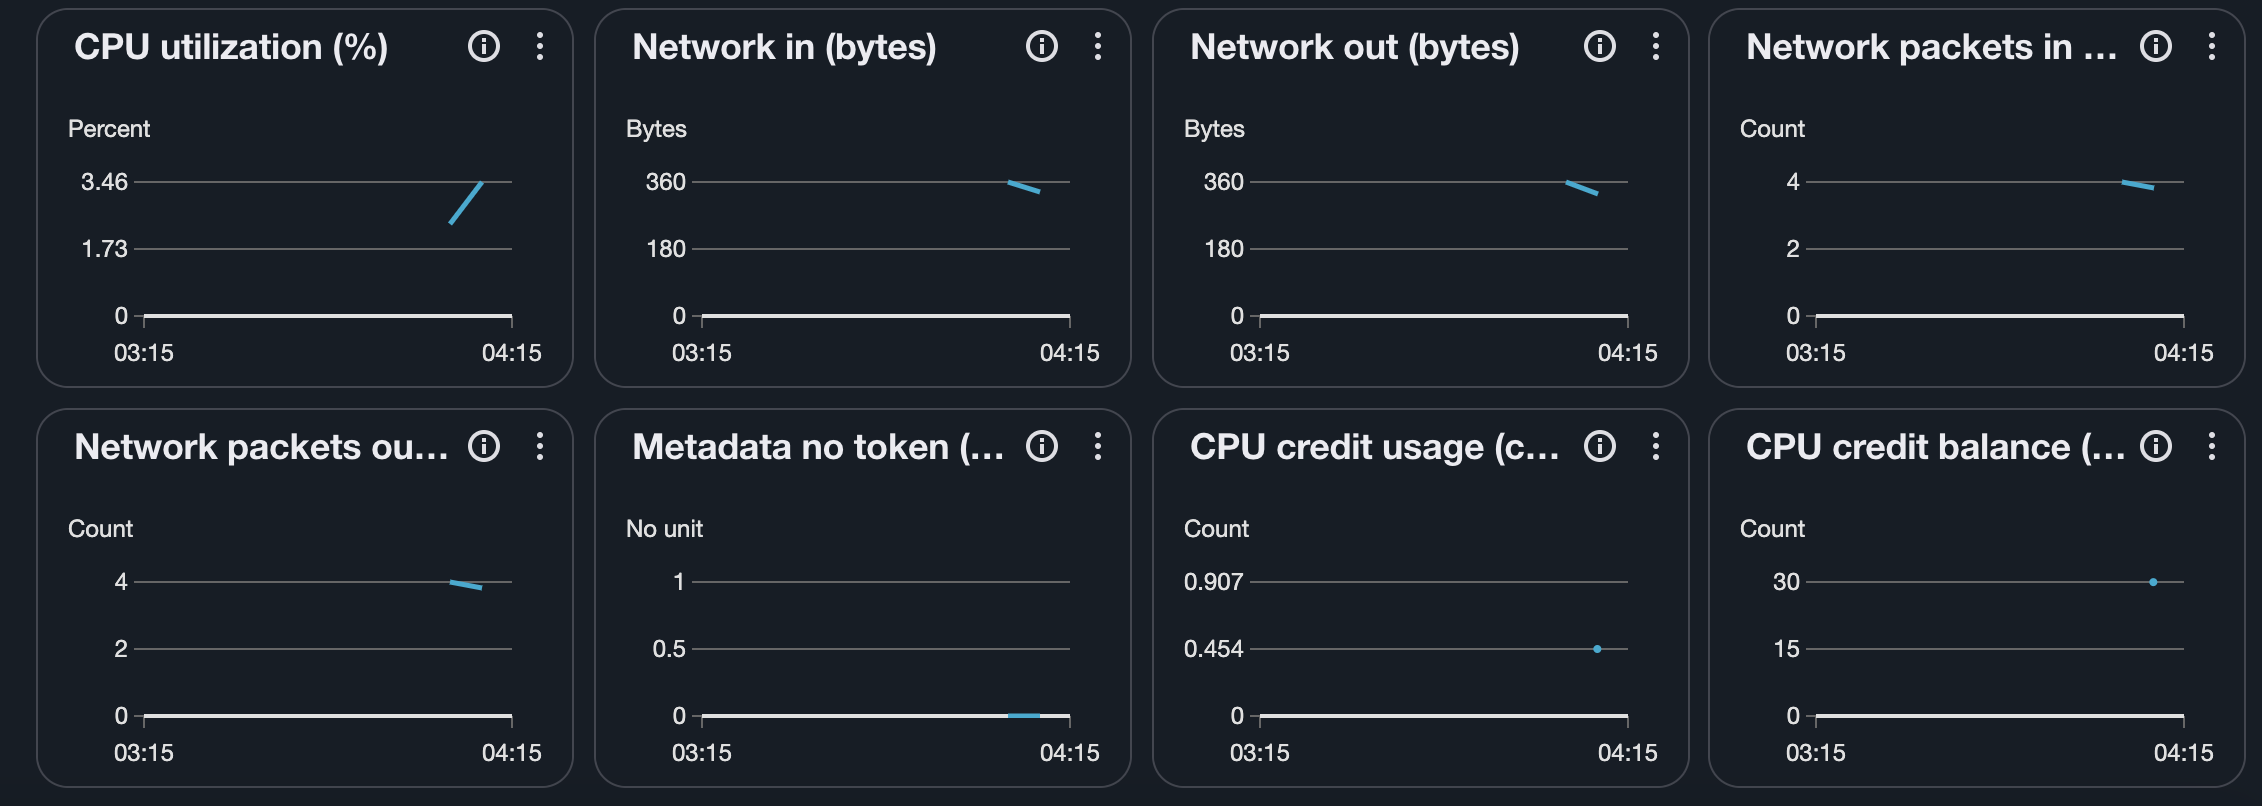 CPU utilization (%)
Percent
3.46
1.73
0
03:15
04:15
Network in (bytes)
Bytes
360
180
0
03:15
04:15
Network out (bytes)
Bytes
360
180
0
03:15
04:15
Network packets in ...
Count
4
2
0
03:15
04:15
Network packets ou...
Count
4
2
0
03:15
04:15
Metadata no token (...
No unit
1
0.5
0
03:15
04:15
CPU credit usage (c...
Count
0.907
0.454
0
03:15
04:15
CPU credit balance (...
Count
30
15
0
03:15
04:15